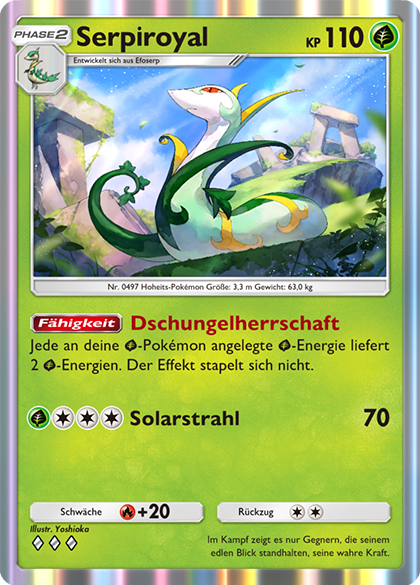 PHASE 2 Serpiroyal KP 110
Entwickelt sich aus Efoserp
Nr. 0497 Hoheits-Pokémon Größe: 3,3 m Gewicht: 63,0 kg
Fähigkeit Dschungelherrschaft
Jede an deine -Pokémon angelegte -Energie liefert
2 -Energien. Der Effekt stapelt sich nicht.
Solarstrahl 70
Schwäche +20 Rückzug
Illustr. Yoshioka
Im Kampf zeigt es nur Gegnern, die seinem
edlen Blick standhalten, seine wahre Kraft.